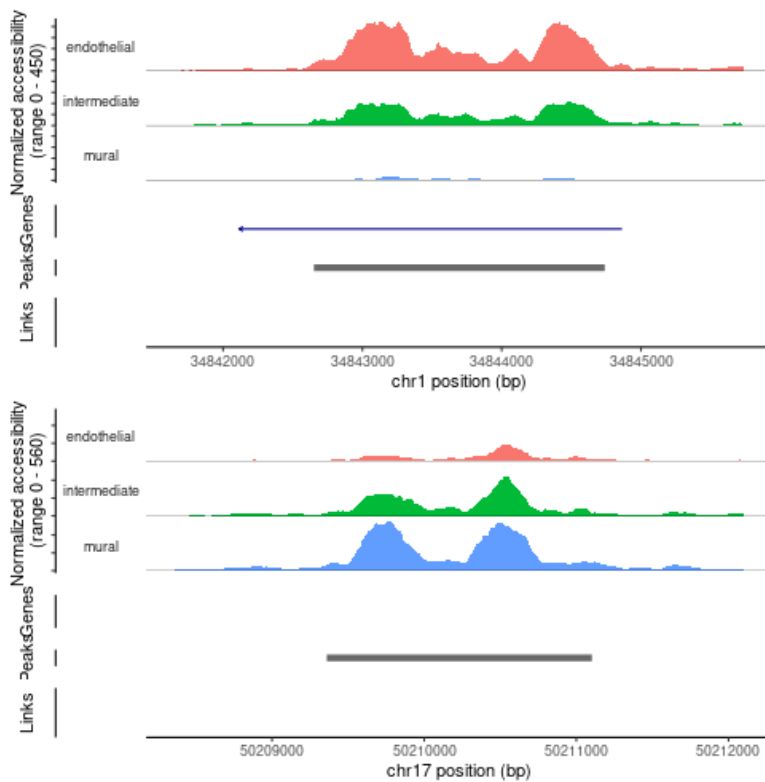 Normalized accessibility
(range 0 - 450)
endothelial
intermediate
mural
Genes
Peaks
Links
34842000 34843000 34844000 34845000
chr1 position (bp)
Normalized accessibility
(range 0 - 560)
endothelial
intermediate
mural
Genes
Peaks
Links
50209000 50210000 50211000 50212000
chr17 position (bp)